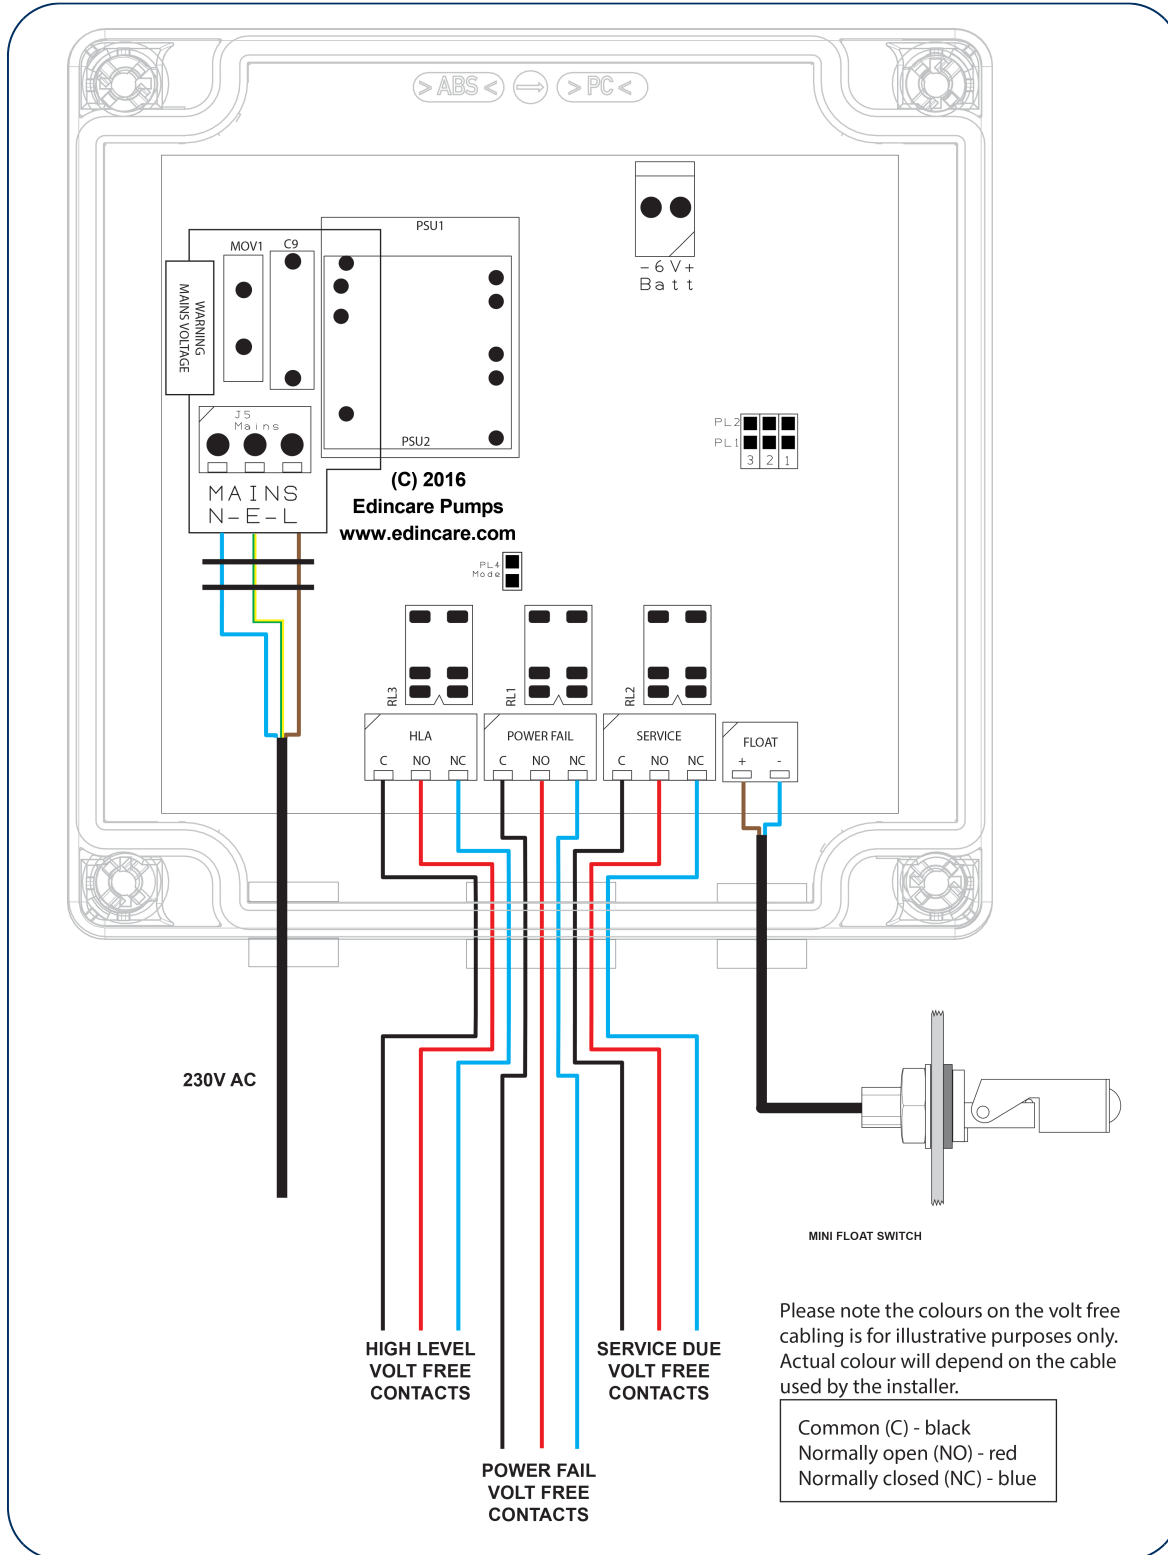 > ABS <
> PC <
PSU1
MOV1
C9
WARNING
MAINS VOLTAGE
- 6 V +
Batt
J5
Mains
PSU2
PL2
PL1
3 2 1
MAINS
N-E-L
(C) 2016
Edincare Pumps
www.edincare.com
PL4
Mode
RL3
RL1
RL2
HLA
C NO NC
POWER FAIL
C NO NC
SERVICE
C NO NC
FLOAT
+ -
230V AC
MINI FLOAT SWITCH
HIGH LEVEL
VOLT FREE
CONTACTS
SERVICE DUE
VOLT FREE
CONTACTS
POWER FAIL
VOLT FREE
CONTACTS
Please note the colours on the volt free
cabling is for illustrative purposes only.
Actual colour will depend on the cable
used by the installer.
Common (C) - black
Normally open (NO) - red
Normally closed (NC) - blue